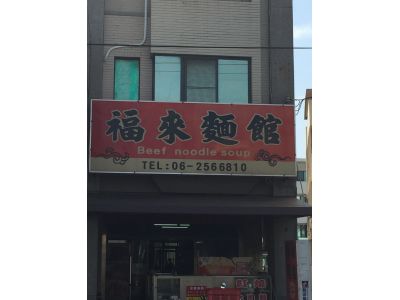 福來麵館
Beef noodle soup
TEL:06-2566810